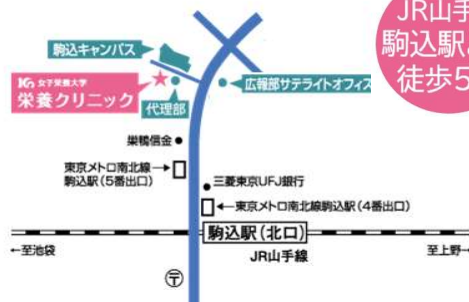 JR山手
駒込駅
徒歩5
駒込キャンパス
女子栄養大学
栄養クリニック
代理部
広報部サテライトオフィス
巣鴨信金
東京メトロ南北線→
駒込駅(5番出口)
三菱東京UFJ銀行
←東京メトロ南北線駒込駅(4番出口)
駒込駅(北口)
←至池袋
JR山手線
至上野→
〒